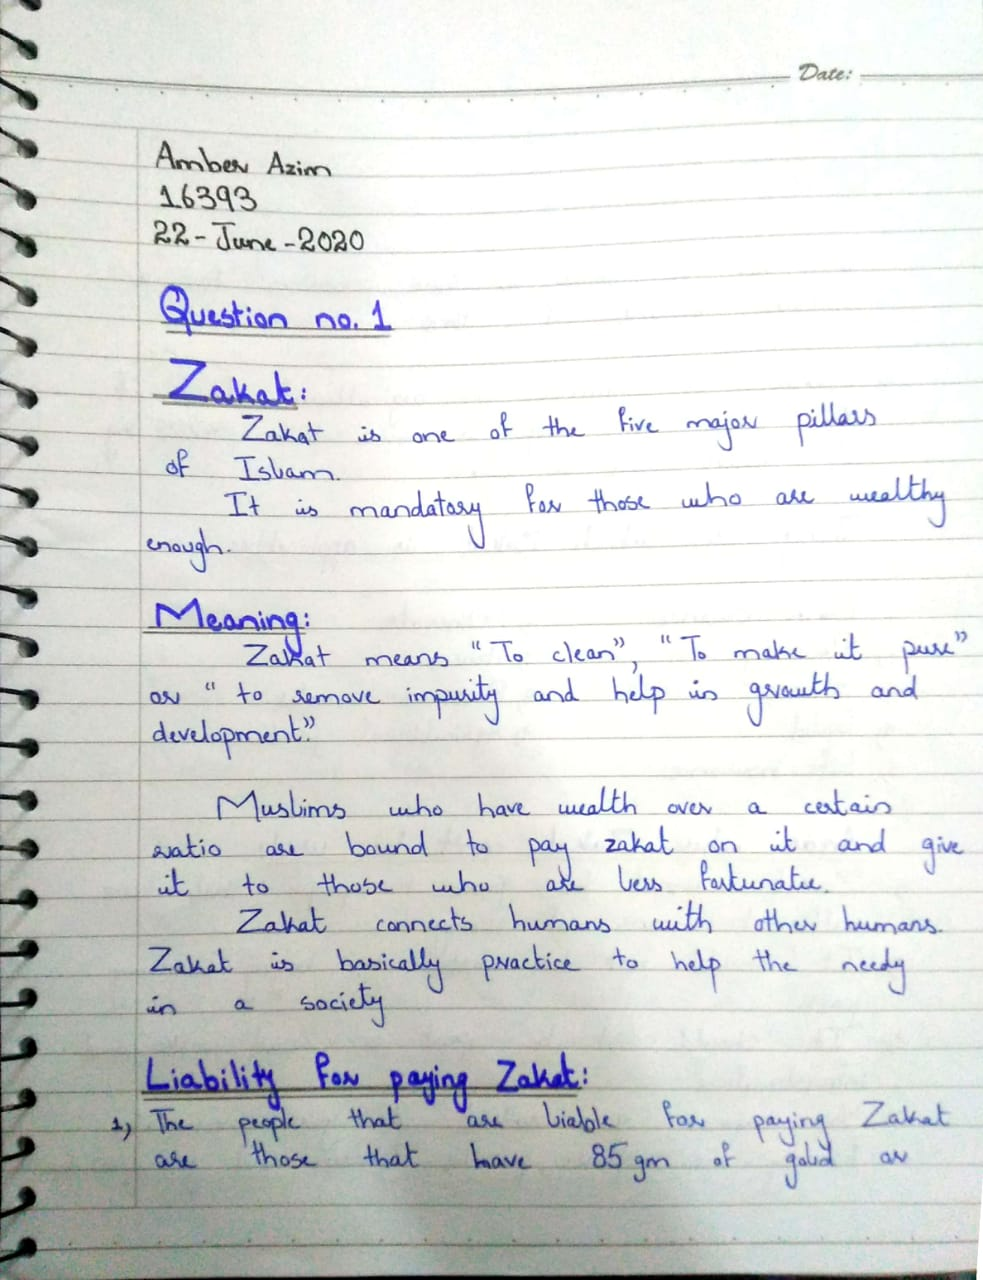 Date:
Amber Azim
16393
22-June-2020
Question no. 1
Zakat:
Zakat is one of the five major pillars
of Islam.
It is mandatory for those who are wealthy
enough.
Meaning:
Zakat means "To clean", "To make it pure"
or "to remove impurity and help in growth and
development."
Muslims who have wealth over a certain
ratio are bound to pay zakat on it and give
it to those who are less fortunate.
Zakat connects humans with other humans.
Zakat is basically practice to help the needy
in a society
Liability for paying Zakat:
1) The people that are liable for paying Zakat
are those that have 85 gm of gold or